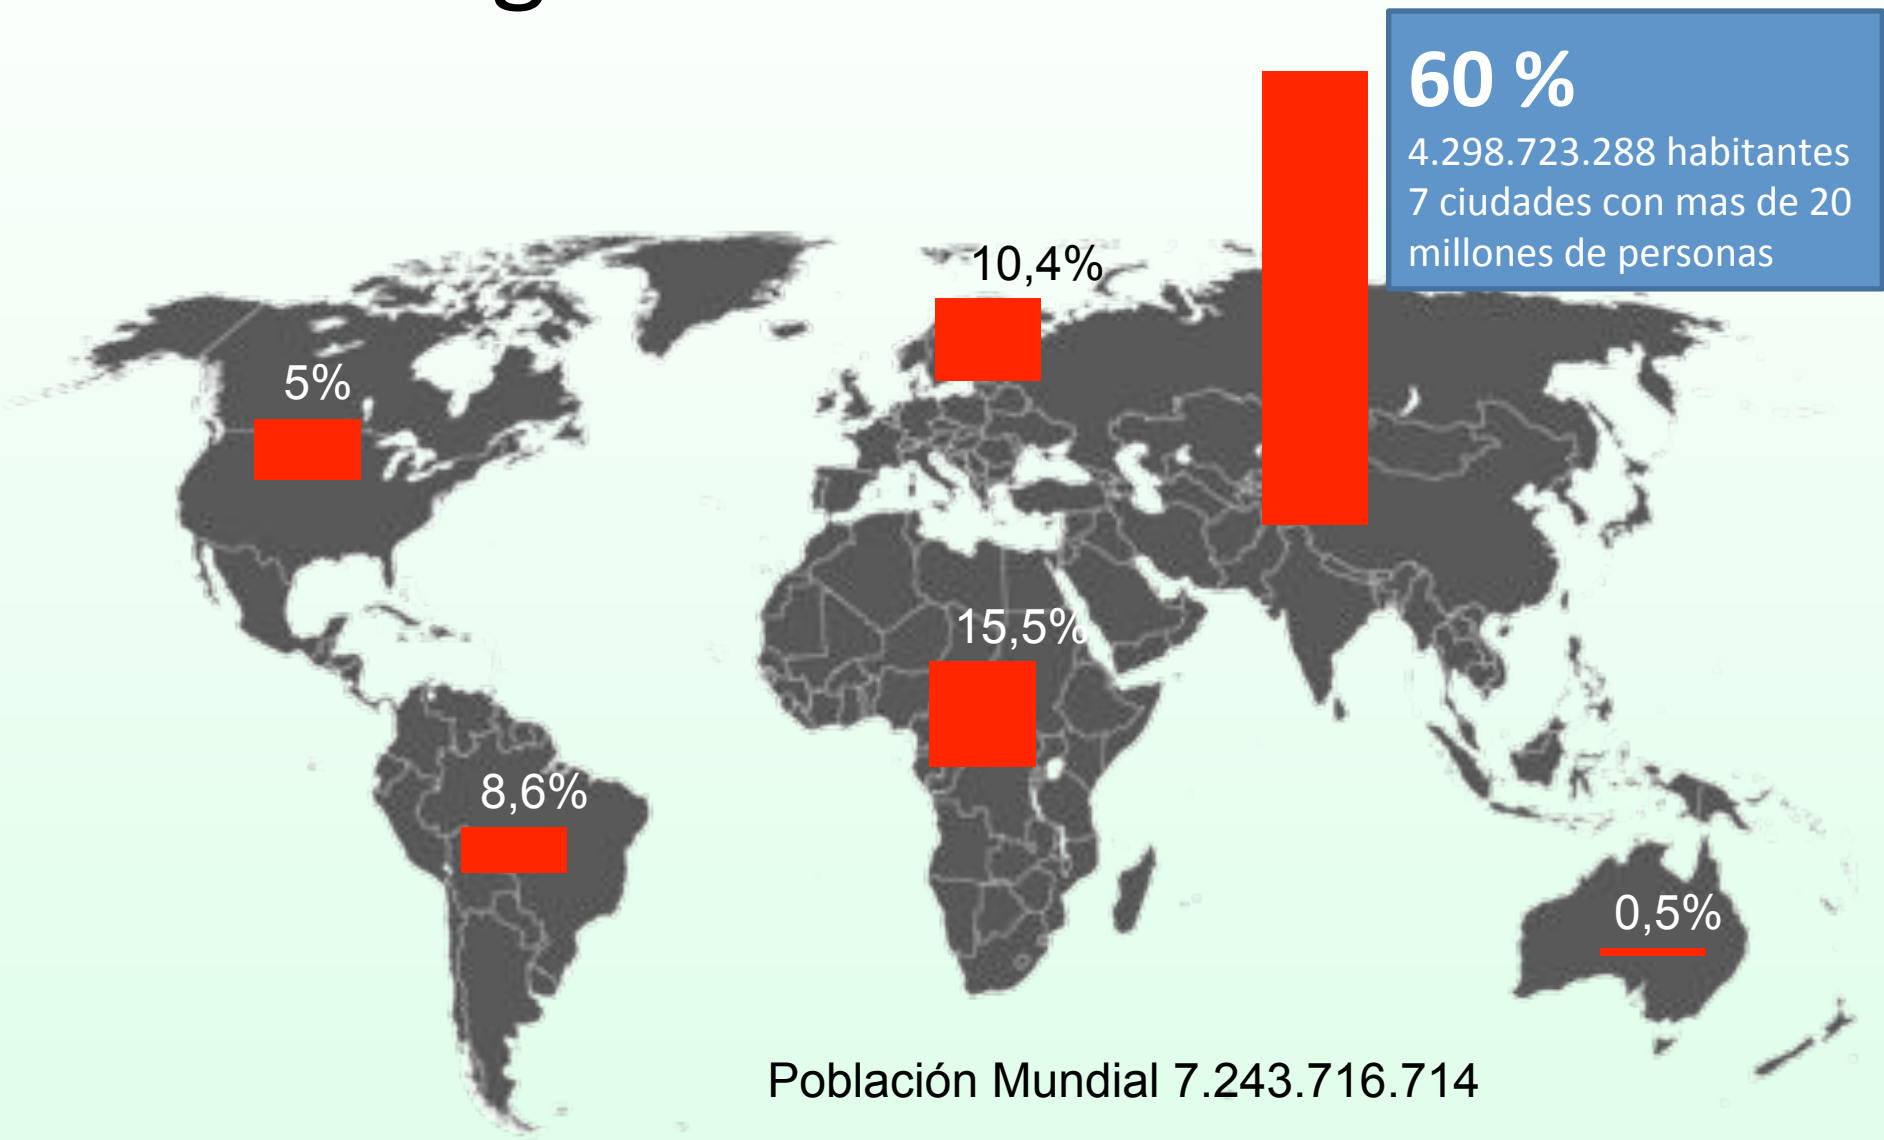 60 %
4.298.723.288 habitantes
7 ciudades con mas de 20
millones de personas
10,4%
5%
15,5%
8,6%
0,5%
Población Mundial 7.243.716.714